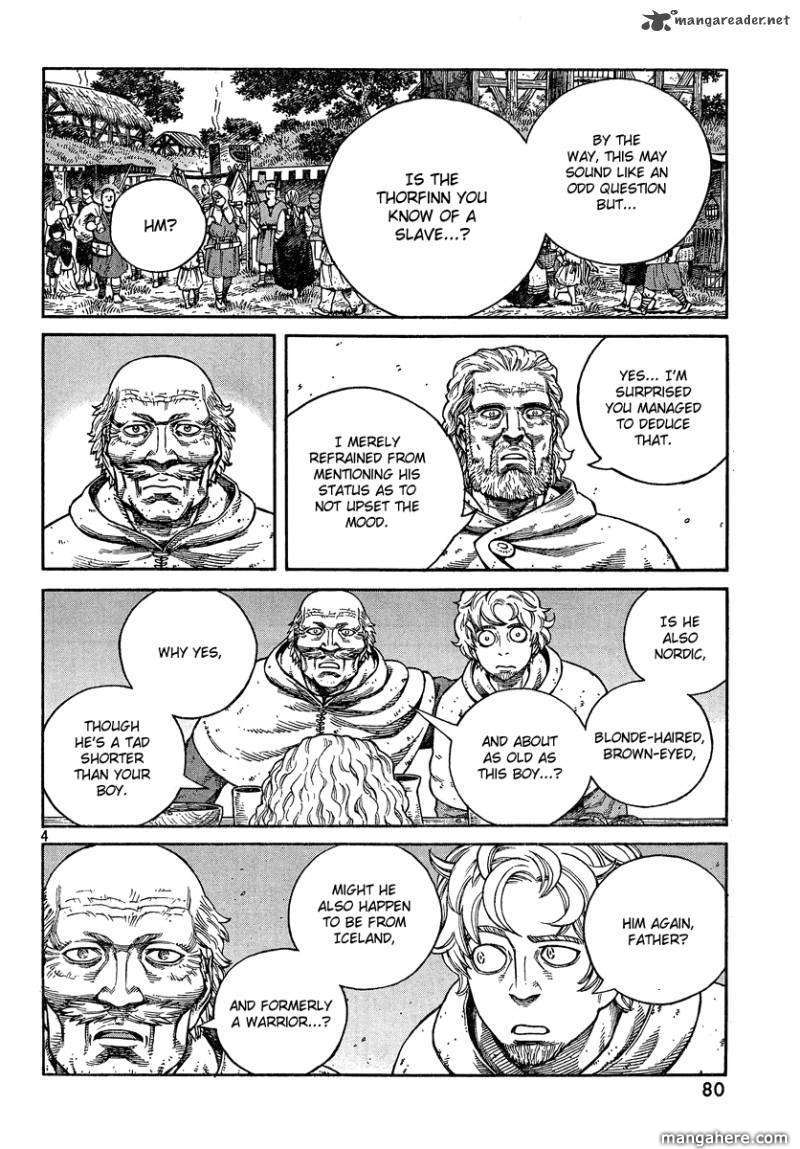 mangareader.net
BY THE
WAY, THIS MAY
SOUND LIKE AN
ODD QUESTION
BUT...
IS THE
THORFINN YOU
KNOW OF A
SLAVE...?
HM?
YES... I'M
SURPRISED
YOU MANAGED
TO DEDUCE
THAT.
I MERELY
REFRAINED FROM
MENTIONING HIS
STATUS AS TO
NOT UPSET THE
MOOD.
IS HE
ALSO
NORDIC,
BLONDE-HAIRED,
BROWN-EYED,
AND ABOUT
AS OLD AS
THIS BOY...?
WHY YES,
THOUGH
HE'S A TAD
SHORTER
THAN YOUR
BOY.
4
HIM AGAIN,
FATHER?
MIGHT HE
ALSO HAPPEN
TO BE FROM
ICELAND,
AND FORMERLY
A WARRIOR...?
80
mangahere.com